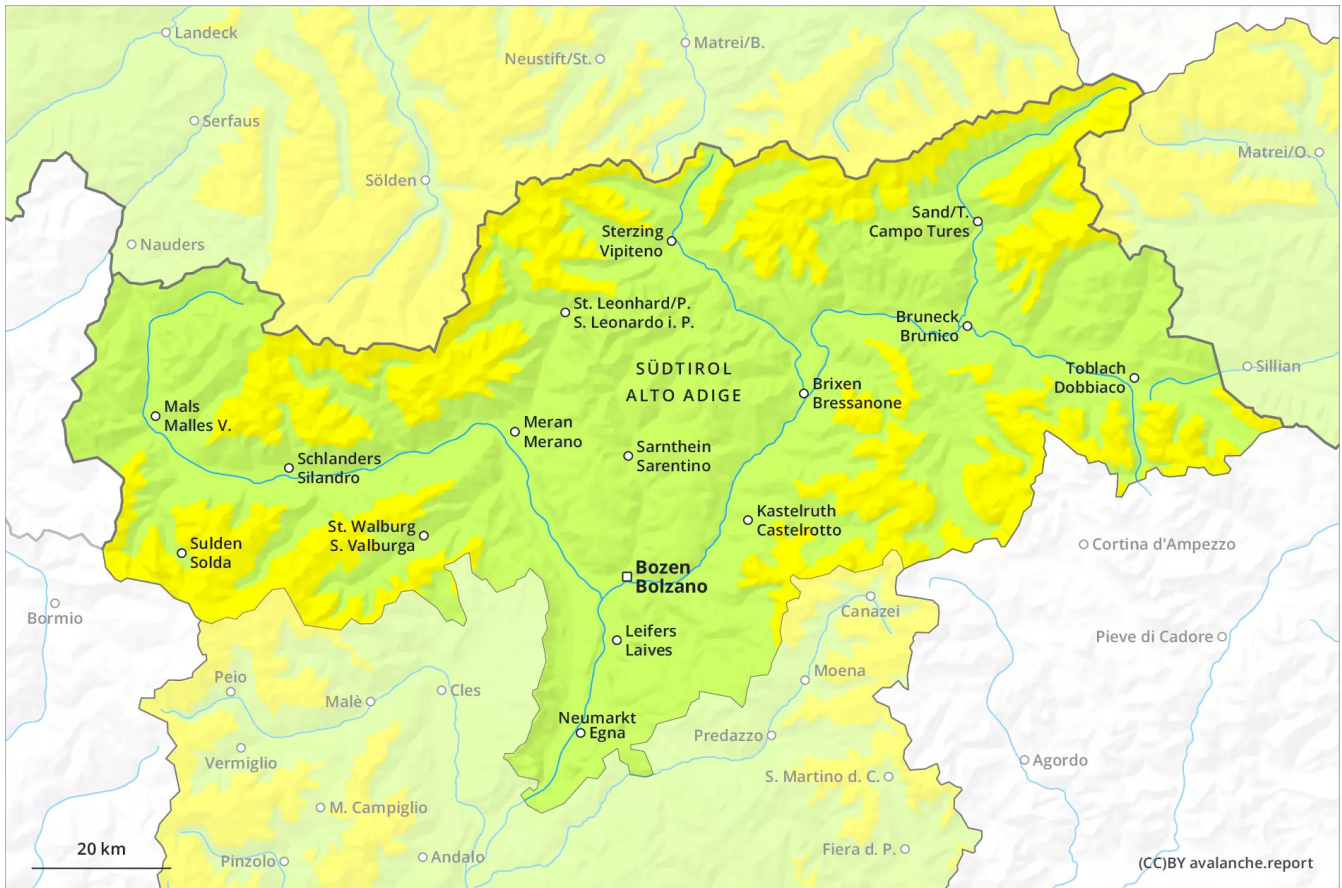 Landeck
Matrei/B.
Neustift/St.
Serfaus
Matrei/O.
Sölden
Sand/T.
Campo Tures
Sterzing
Vipiteno
Nauders
St. Leonhard/P.
S. Leonardo i. P.
Bruneck
Brunico
SÜDTIROL
ALTO ADIGE
Toblach
Dobbiaco
Sillian
Brixen
Bressanone
Mals
Malles V.
Meran
Merano
Sarnthein
Sarentino
Schlanders
Silandro
Kastelruth
Castelrotto
St. Walburg
S. Valburga
Sulden
Solda
Cortina d'Ampezzo
Bozen
Bolzano
Bormio
Canazei
Leifers
Laives
Pieve di Cadore
Peio
Moena
Malè
Cles
Neumarkt
Egna
Predazzo
Vermiglio
Agordo
S. Martino d. C.
M. Campiglio
20 km
Pinzolo
Andalo
Fiera d. P.
(CC)BY avalanche.report